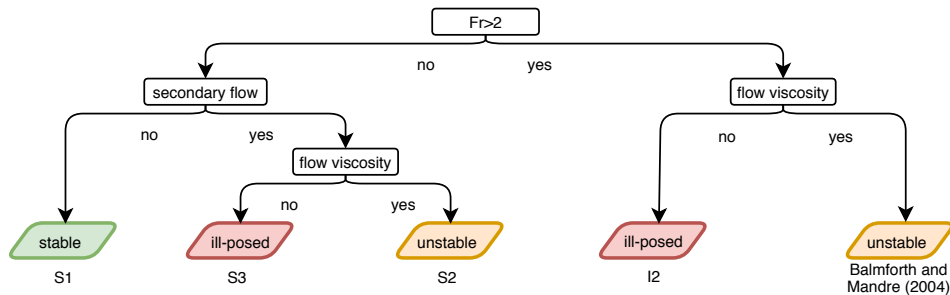 Fr>2
no
yes
secondary flow
flow viscosity
no
yes
no
yes
flow viscosity
no
yes
stable
ill-posed
unstable
ill-posed
unstable
S1
S3
S2
I2
Balmforth and
Mandre (2004)